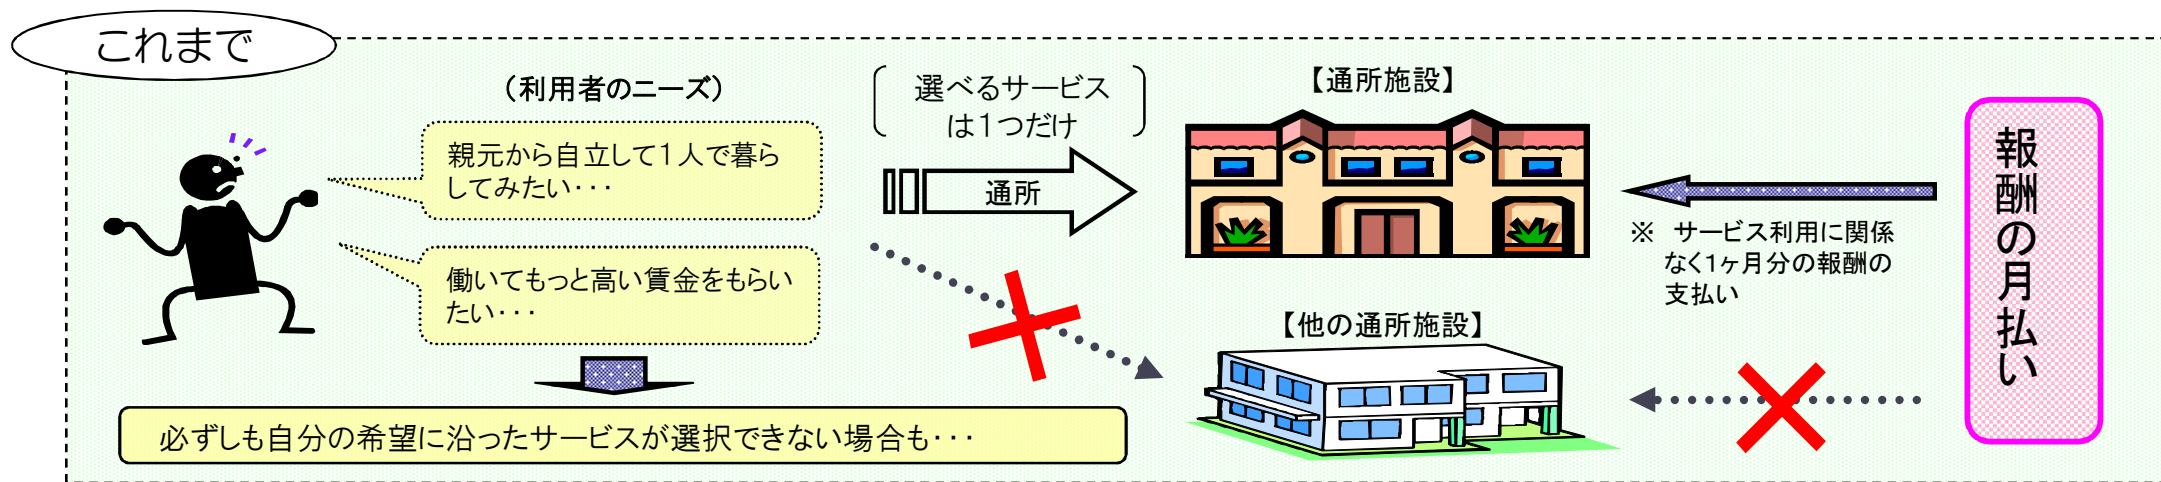 これまで
（利用者のニーズ）
親元から自立して１人で暮ら
してみたい・・・
働いてもっと高い賃金をもらい
たい・・・
必ずしも自分の希望に沿ったサービスが選択できない場合も・・・
選べるサービス
は１つだけ
通所
【通所施設】
【他の通所施設】
※　サービス利用に関係
なく1ヶ月分の報酬の
支払い
報酬の月払い